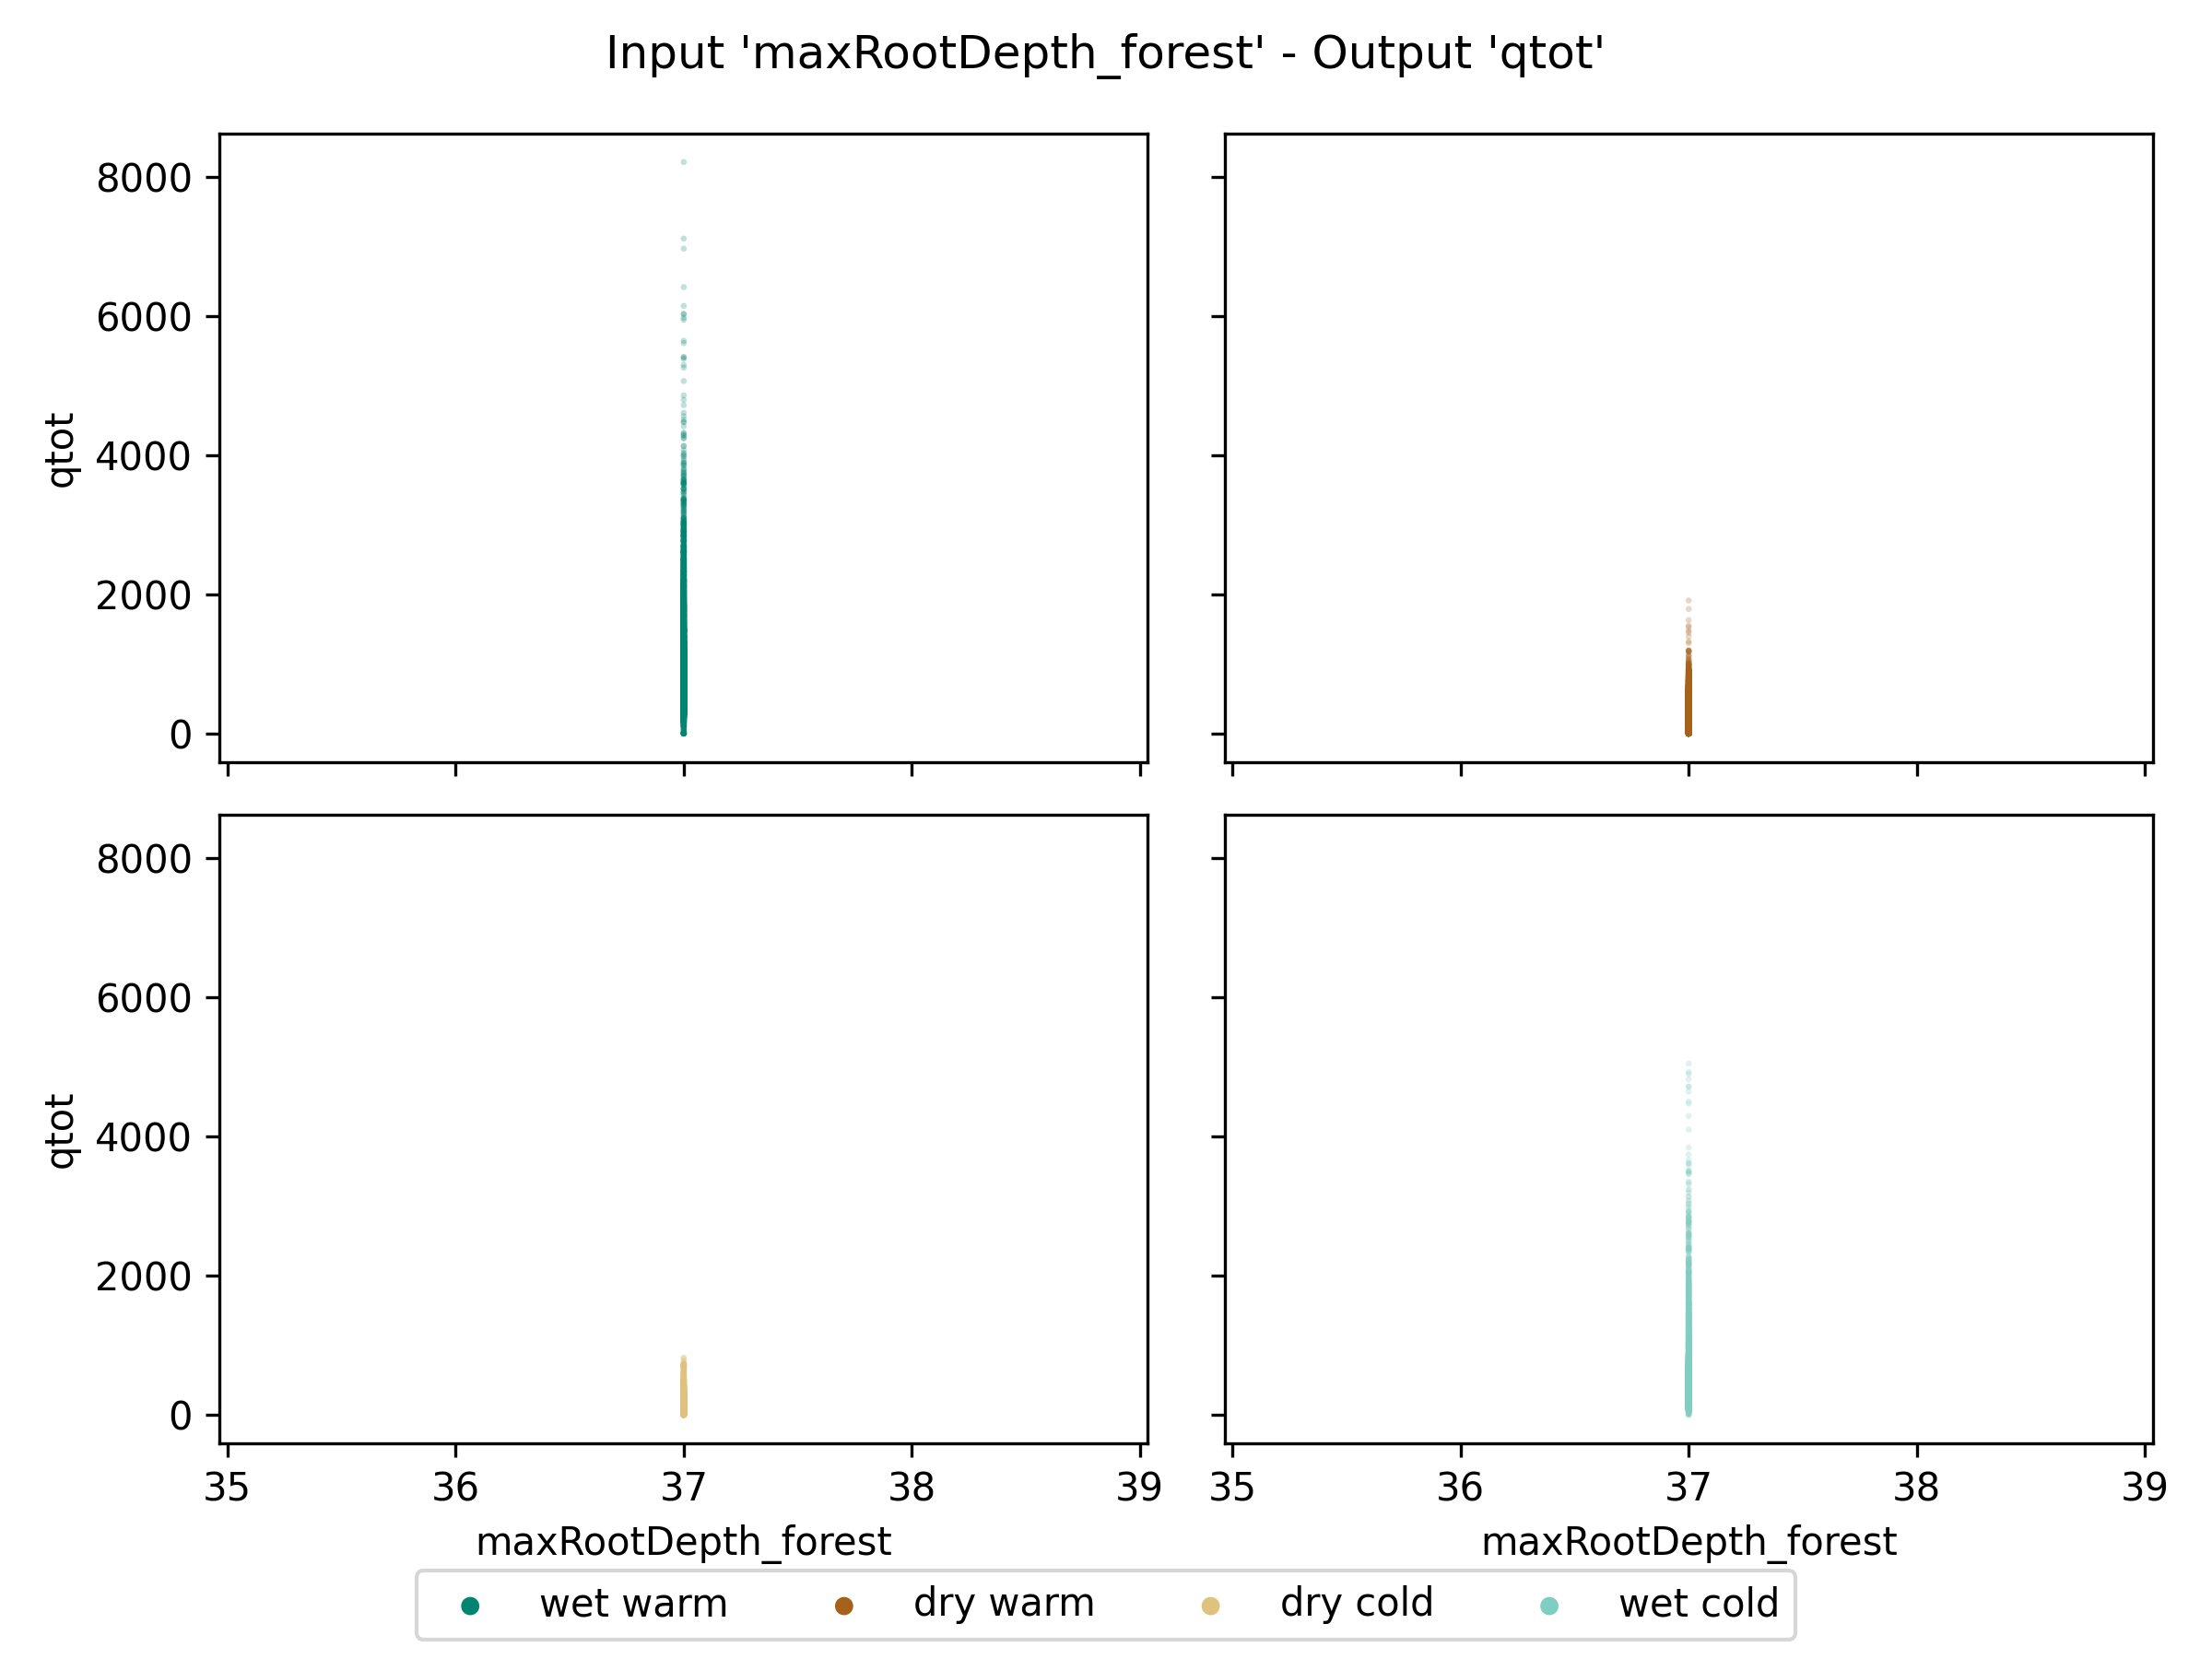 Input 'maxRootDepth_forest' - Output 'qtot'
8000
6000
4000
2000
0
qtot
8000
6000
4000
2000
0
qtot
35 36 37 38 39 35 36 37 38 39
maxRootDepth_forest maxRootDepth_forest
wet warm dry warm dry cold wet cold